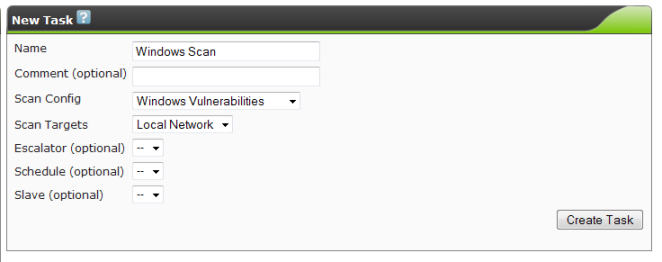 New Task ?
Name Windows Scan
Comment (optional)
Scan Config Windows Vulnerabilities
Scan Targets Local Network
Escalator (optional) --
Schedule (optional) --
Slave (optional) --
Create Task